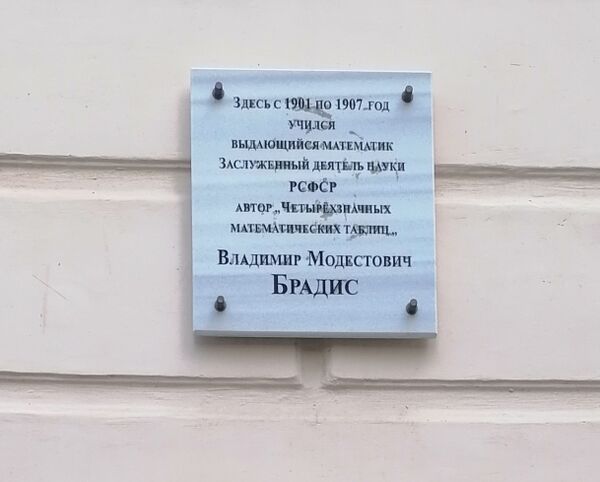 Здесь с 1901 по 1907 год
учился
выдающийся математик
Заслуженный деятель науки
РСФСР
автор „Четырёхзначных
математических таблиц„
Владимир Модестович
Брадис